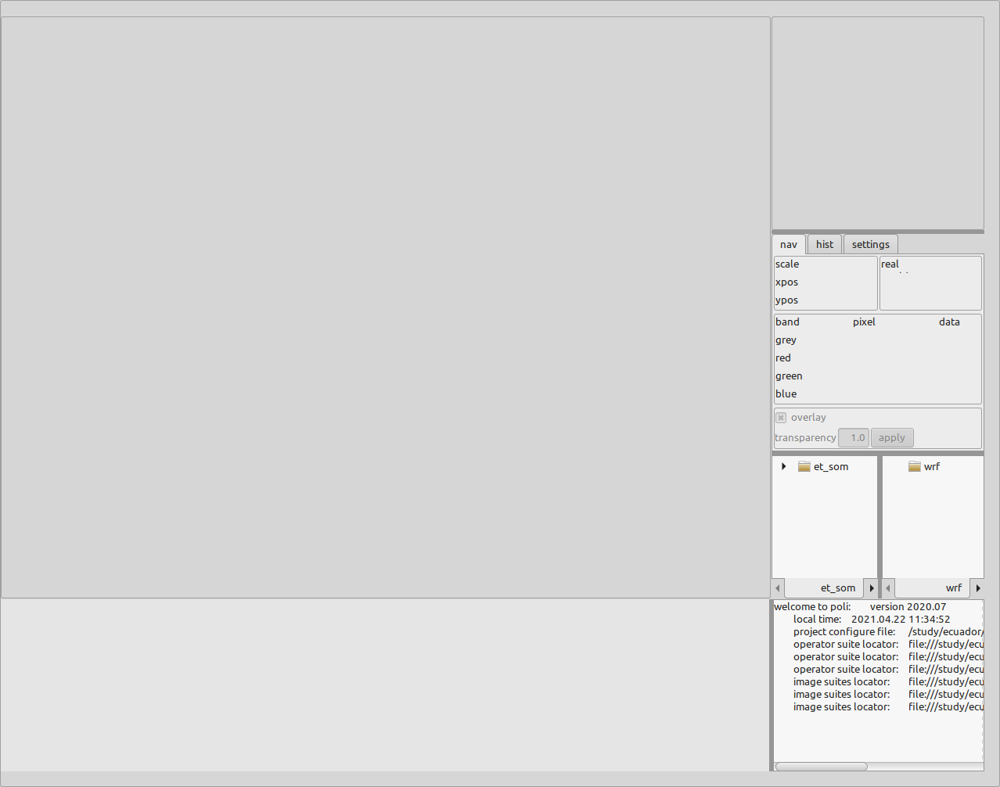 nav hist settings
scale
xpos
ypos
real
band pixel data
grey
red
green
blue
overlay
transparency 1.0 apply
et_som
wrf
et_som
wrf
welcome to poli: version 2020.07
local time: 2021.04.22 11:34:52
project configure file: /study/ecuador/
operator suite locator: file:///study/ecu
operator suite locator: file:///study/ecu
operator suite locator: file:///study/ecu
image suites locator: file:///study/ecu
image suites locator: file:///study/ecu
image suites locator: file:///study/ecu